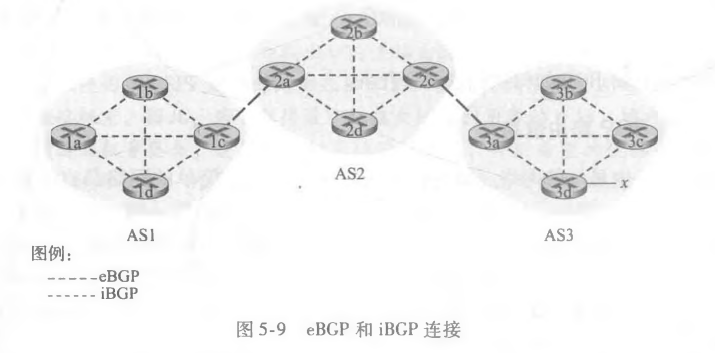 2b
2a
2c
2d
1b
1a
1c
1d
3b
3a
3c
3d
x
AS1
AS2
AS3
图例：
eBGP
iBGP
图 5-9 eBGP 和 iBGP 连接